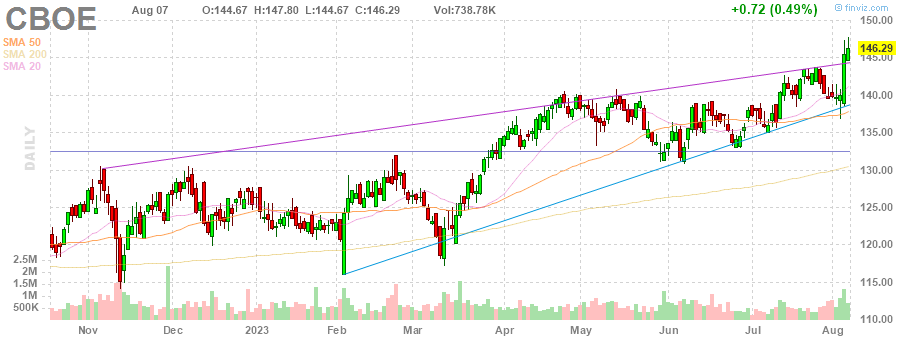 CBOE Aug 07 O:144.67 H:147.80 L:144.67 C:146.29 Vol:738.78K +0.72 (0.49%) © finviz.com
SMA 50
SMA 200
SMA 20
DAILY
150.00
146.29
145.00
140.00
135.00
130.00
125.00
120.00
115.00
110.00
2.5M
2M
1.5M
1M
500K
Nov Dec 2023 Feb Mar Apr May Jun Jul Aug